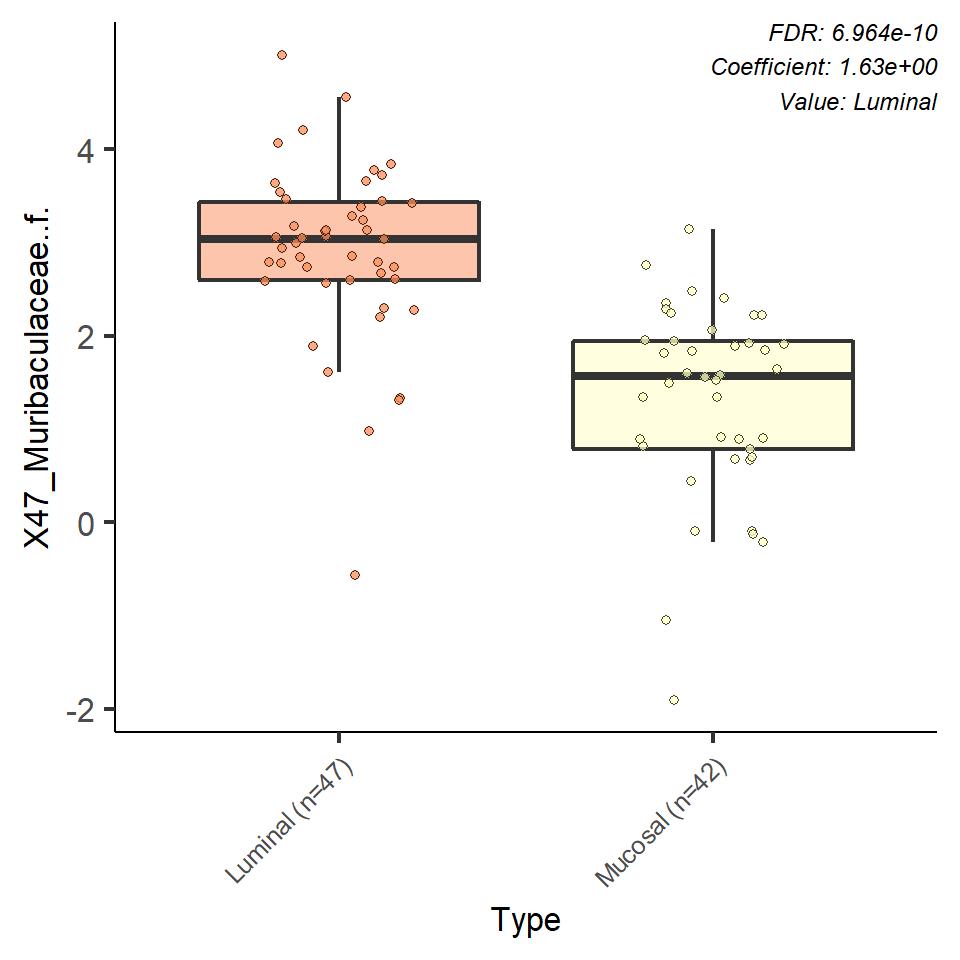 FDR: 6.964e-10
Coefficient: 1.63e+00
Value: Luminal
X47_Muribaculaceae..f.
4
2
0
-2
Luminal (n=47)
Mucosal (n=42)
Type